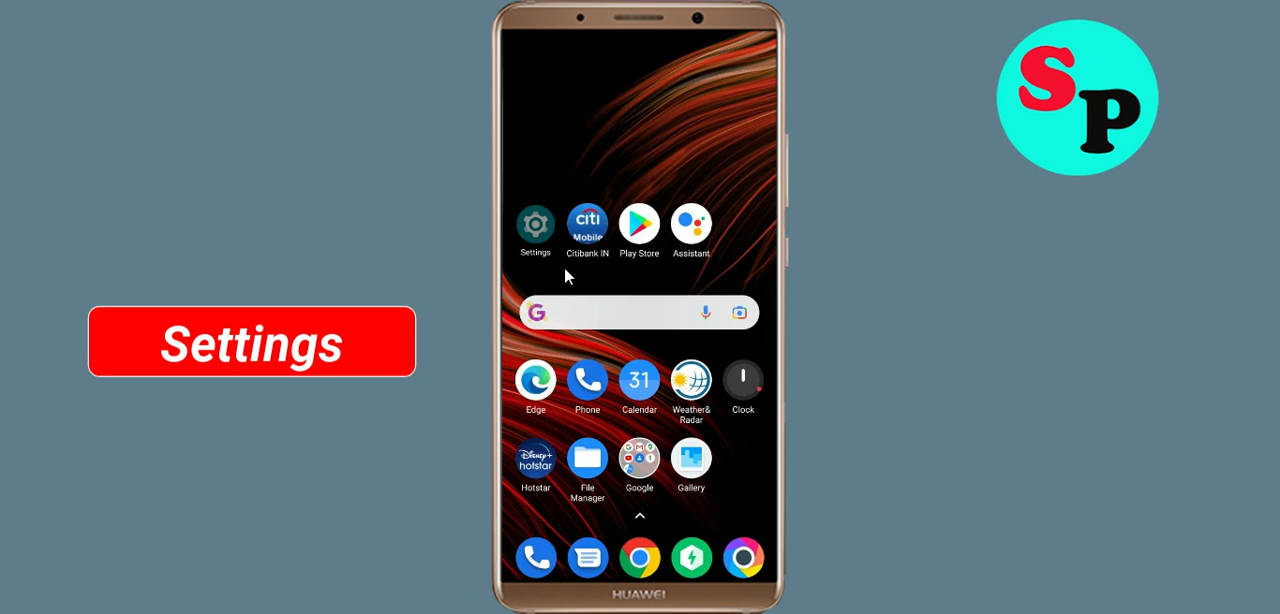 SP
Settings
citi
Mobile
Settings
Citibank IN
Play Store
Assistant
G
31
Edge
Phone
Calendar
Weather&
Radar
Clock
Disney+
hotstar
Hotstar
File
Manager
Google
Gallery
HUAWEI